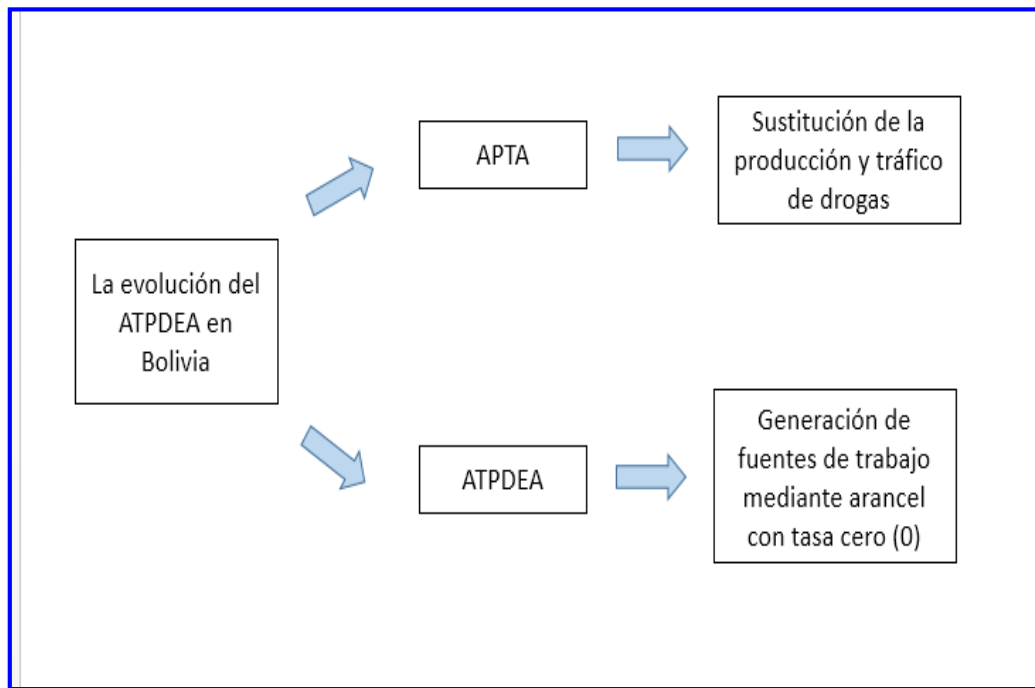 La evolución del
ATPDEA en
Bolivia
APTA
Sustitución de la
producción y tráfico
de drogas
ATPDEA
Generación de
fuentes de trabajo
mediante arancel
con tasa cero (0)